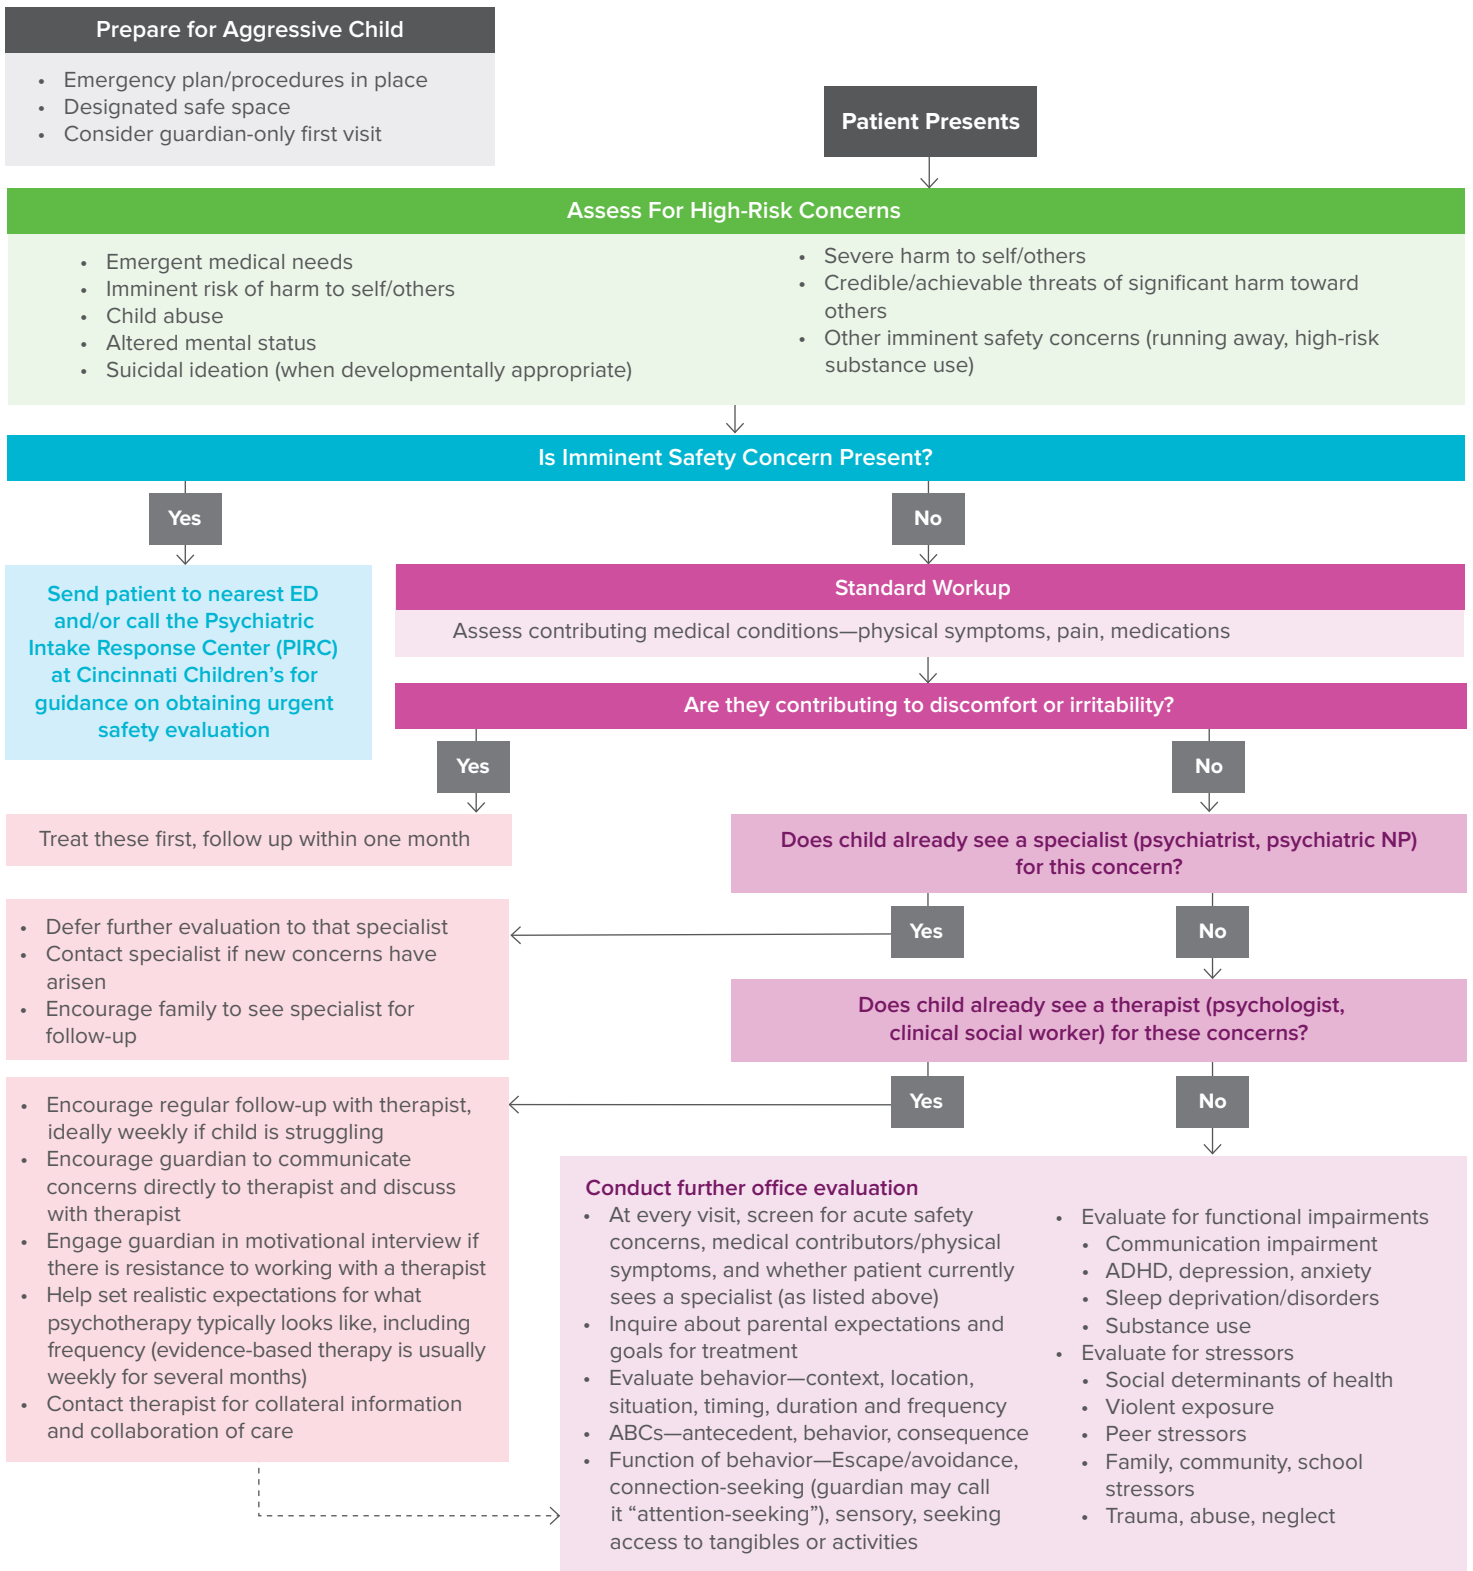 Prepare for Aggressive Child
• Emergency plan/procedures in place
• Designated safe space
• Consider guardian-only first visit
Patient Presents
Assess For High-Risk Concerns
• Emergent medical needs
• Imminent risk of harm to self/others
• Child abuse
• Altered mental status
• Suicidal ideation (when developmentally appropriate)
• Severe harm to self/others
• Credible/achievable threats of significant harm toward
others
• Other imminent safety concerns (running away, high-risk
substance use)
Is Imminent Safety Concern Present?
Yes
No
Send patient to nearest ED
and/or call the Psychiatric
Intake Response Center (PIRC)
at Cincinnati Children’s for
guidance on obtaining urgent
safety evaluation
Standard Workup
Assess contributing medical conditions—physical symptoms, pain, medications
Are they contributing to discomfort or irritability?
Yes
No
Treat these first, follow up within one month
Does child already see a specialist (psychiatrist, psychiatric NP)
for this concern?
Yes
No
• Defer further evaluation to that specialist
• Contact specialist if new concerns have
arisen
• Encourage family to see specialist for
follow-up
Does child already see a therapist (psychologist,
clinical social worker) for these concerns?
Yes
No
• Encourage regular follow-up with therapist,
ideally weekly if child is struggling
• Encourage guardian to communicate
concerns directly to therapist and discuss
with therapist
• Engage guardian in motivational interview if
there is resistance to working with a therapist
• Help set realistic expectations for what
psychotherapy typically looks like, including
frequency (evidence-based therapy is usually
weekly for several months)
• Contact therapist for collateral information
and collaboration of care
Conduct further office evaluation
• At every visit, screen for acute safety
concerns, medical contributors/physical
symptoms, and whether patient currently
sees a specialist (as listed above)
• Inquire about parental expectations and
goals for treatment
• Evaluate behavior—context, location,
situation, timing, duration and frequency
• ABCs—antecedent, behavior, consequence
• Function of behavior—Escape/avoidance,
connection-seeking (guardian may call
it “attention-seeking”), sensory, seeking
access to tangibles or activities
• Evaluate for functional impairments
• Communication impairment
• ADHD, depression, anxiety
• Sleep deprivation/disorders
• Substance use
• Evaluate for stressors
• Social determinants of health
• Violent exposure
• Peer stressors
• Family, community, school
stressors
• Trauma, abuse, neglect